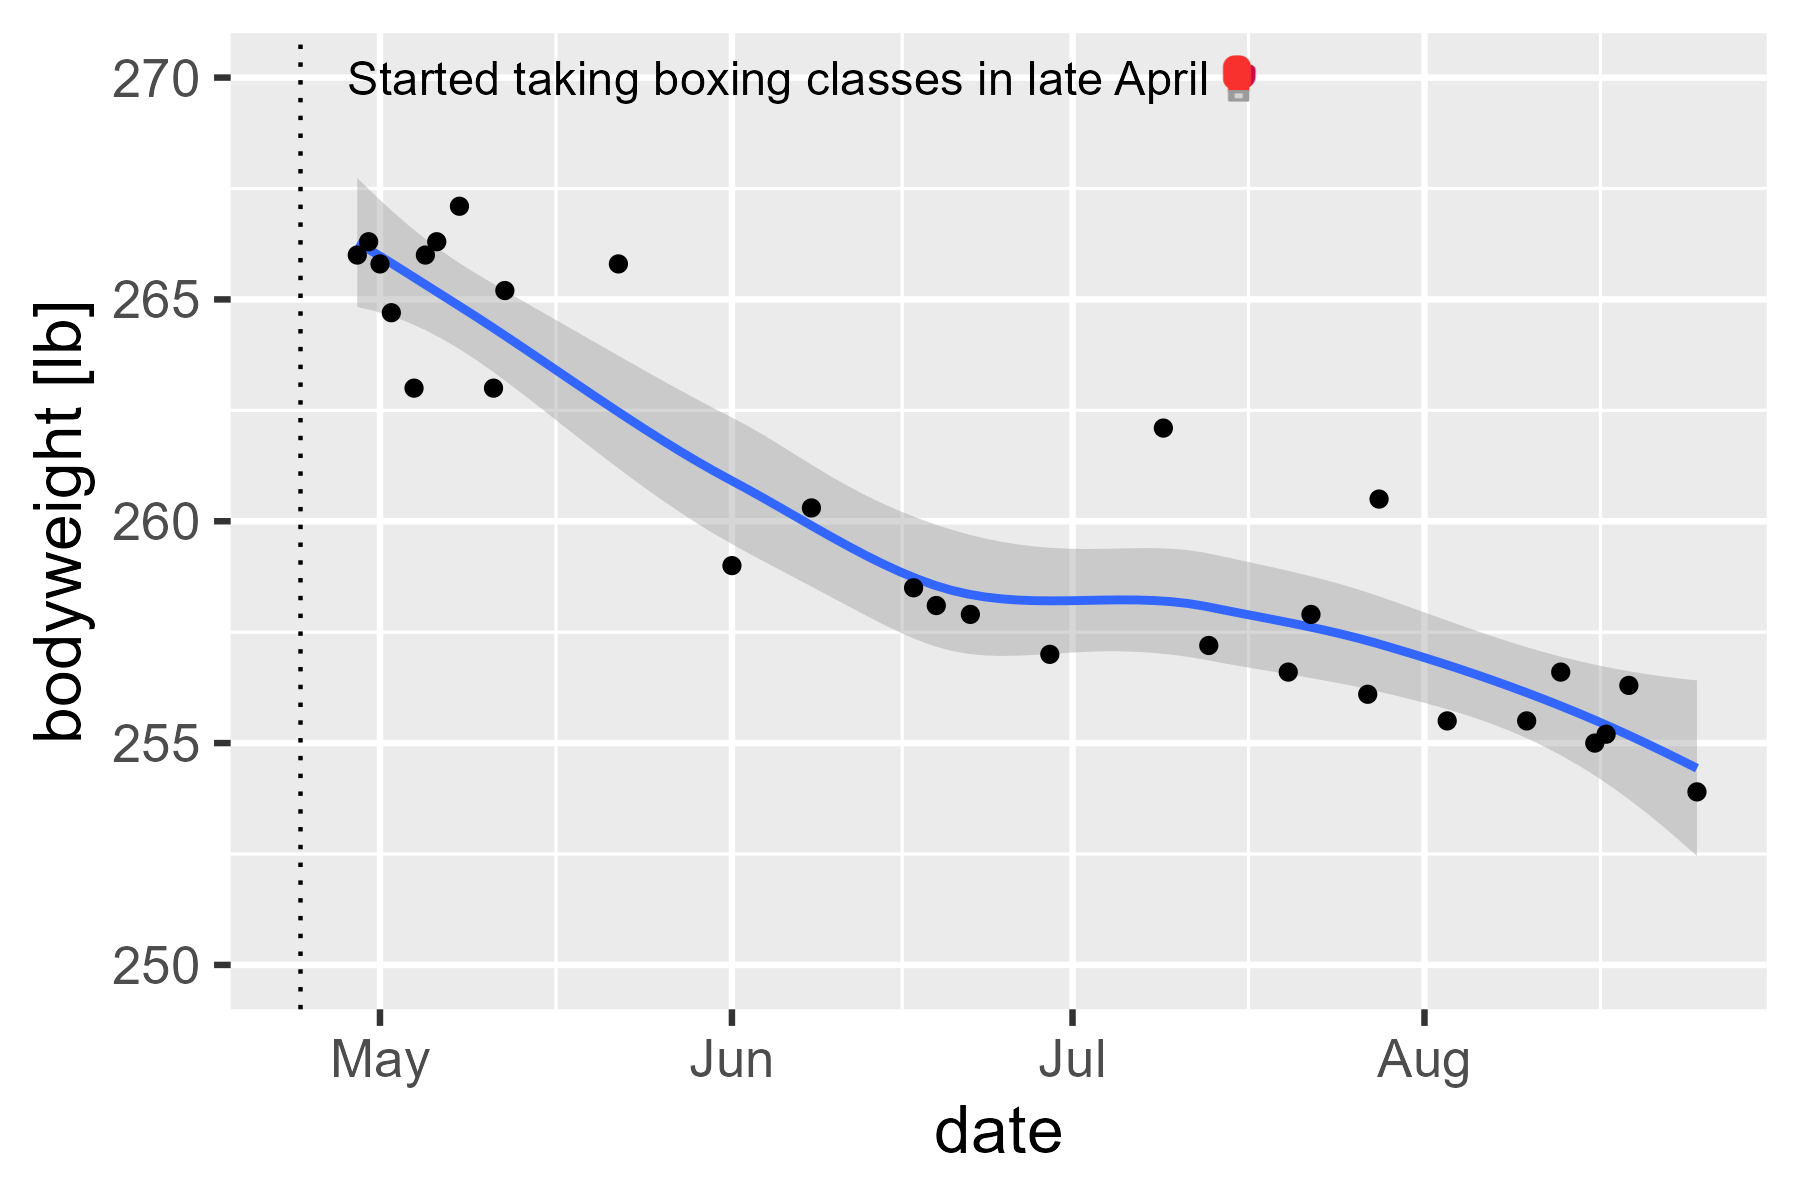 Started taking boxing classes in late April 🥊
270
265
260
255
250
bodyweight [lb]
May Jun Jul Aug
date